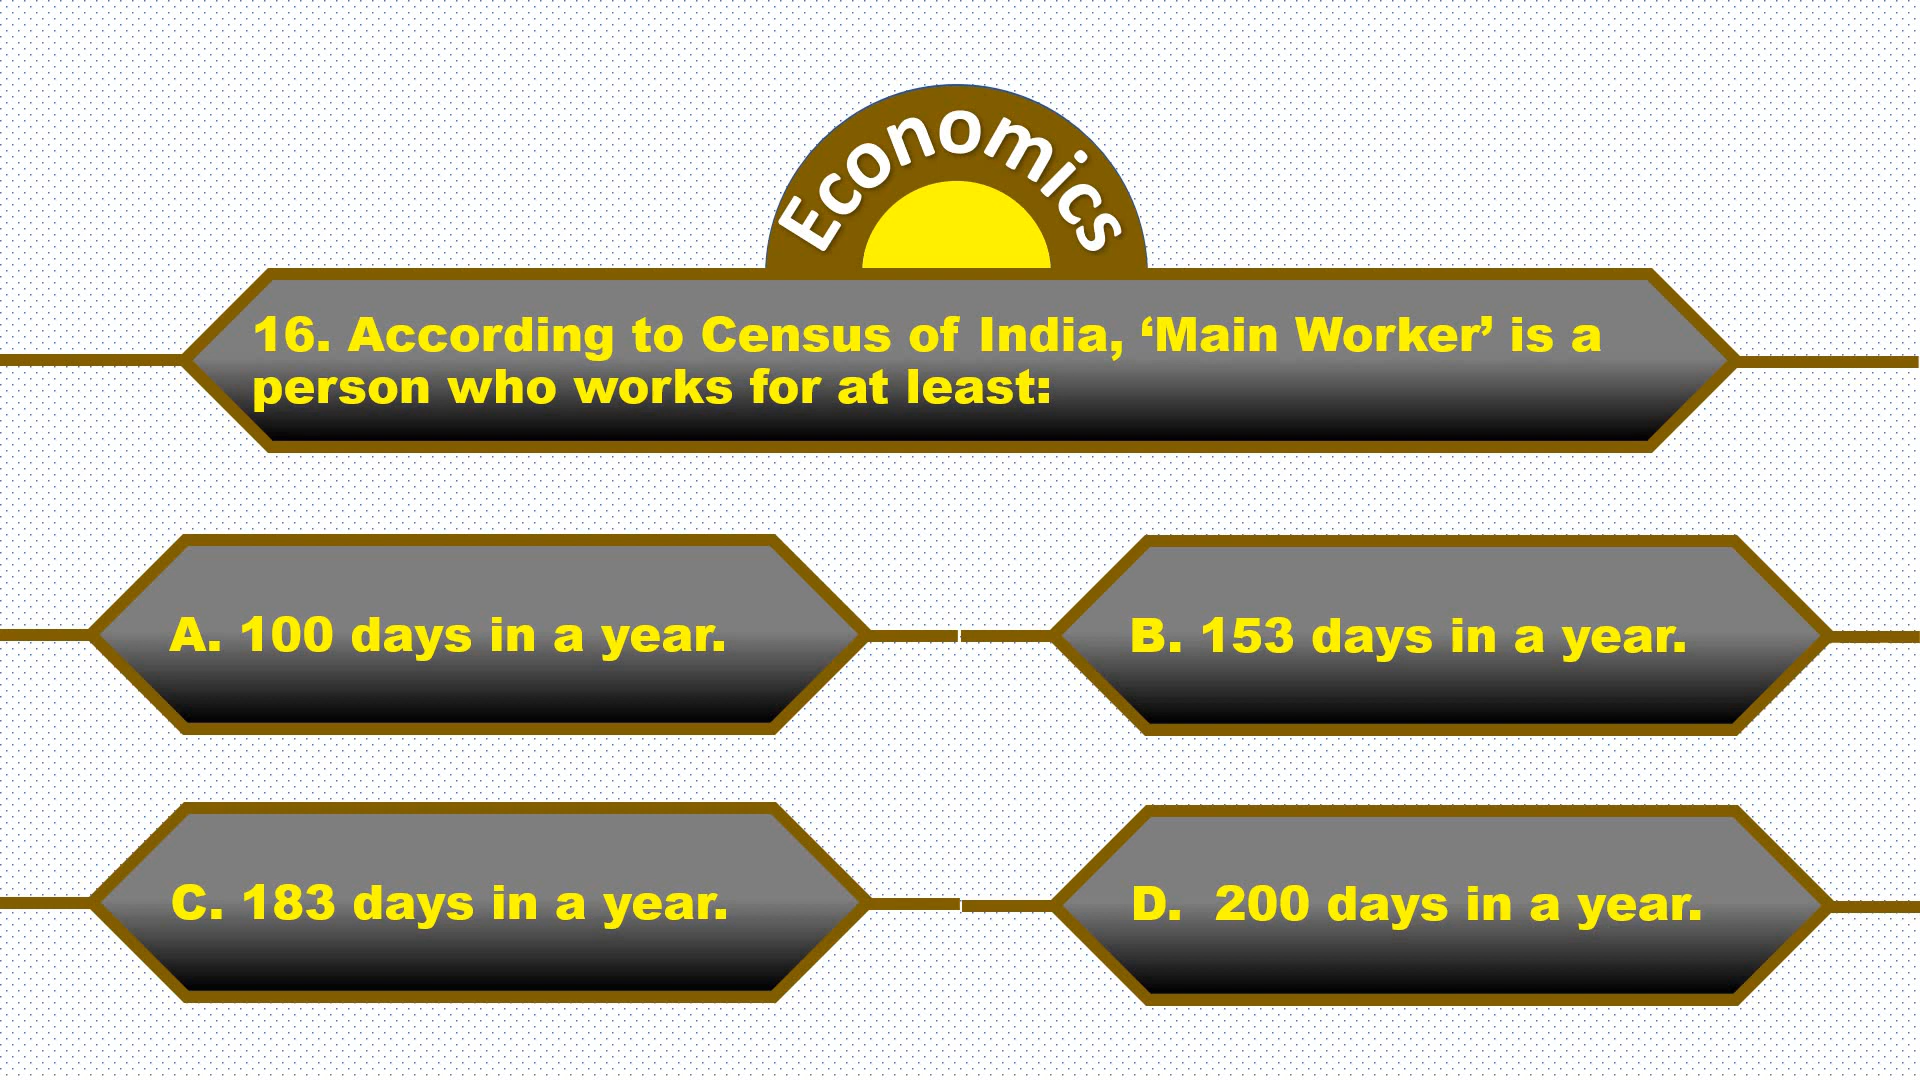 Economics
16. According to Census of India, ‘Main Worker’ is a
person who works for at least:
A. 100 days in a year.
B. 153 days in a year.
C. 183 days in a year.
D. 200 days in a year.